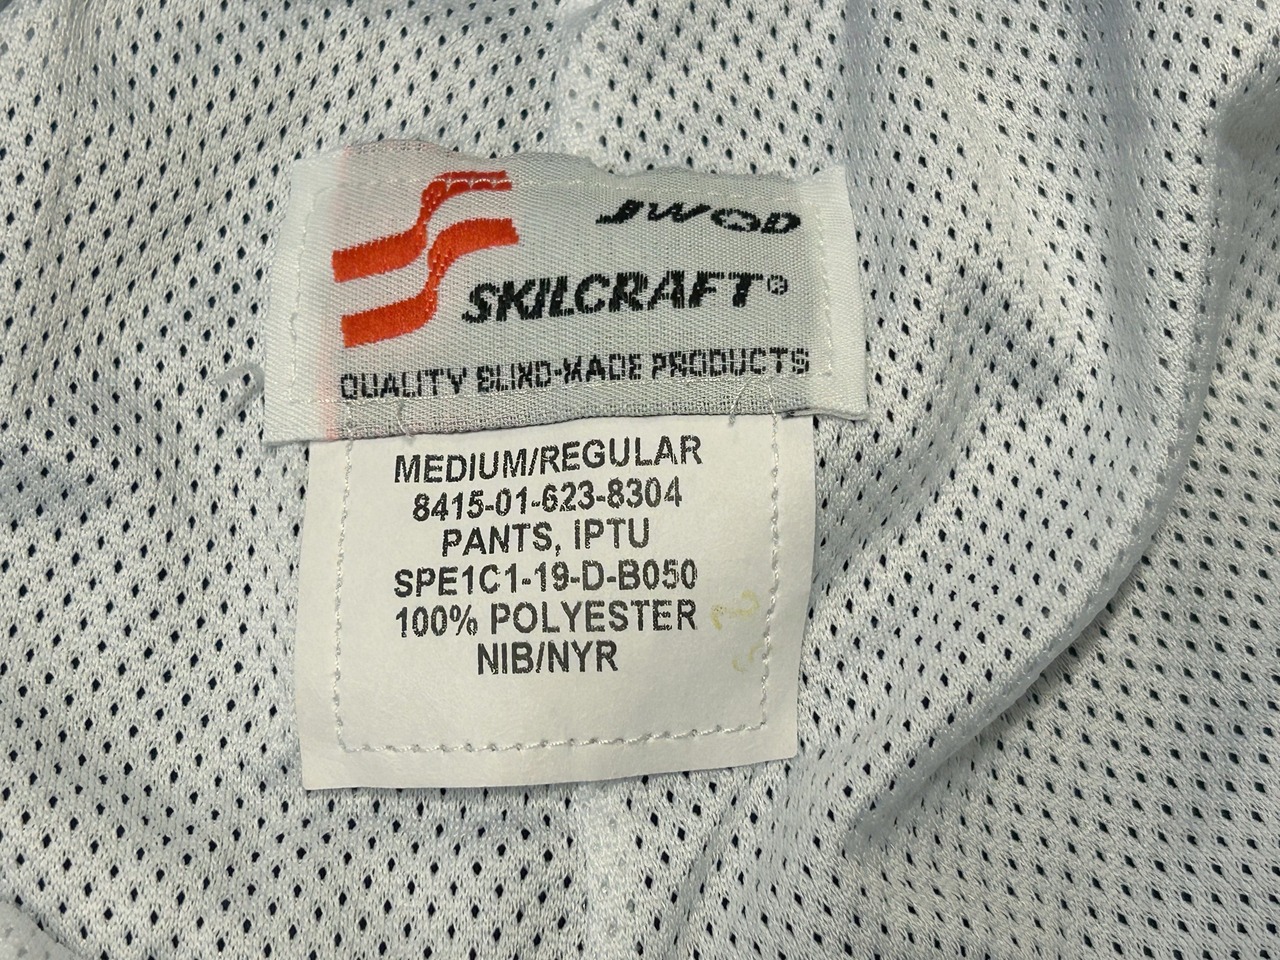 JWOD
SKILCRAFT®
QUALITY BLIND-MADE PRODUCTS
MEDIUM/REGULAR
8415-01-623-8304
PANTS, IPTU
SPE1C1-19-D-B050
100% POLYESTER
NIB/NYR